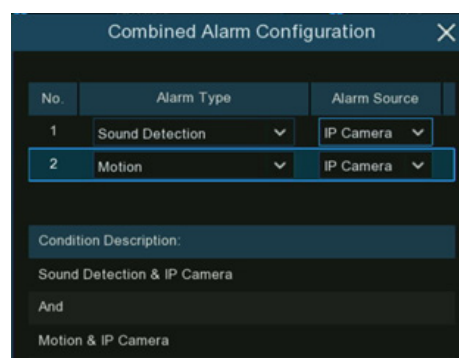 Combined Alarm Configuration
No. Alarm Type Alarm Source
1 Sound Detection IP Camera
2 Motion IP Camera
Condition Description:
Sound Detection & IP Camera
And
Motion & IP Camera